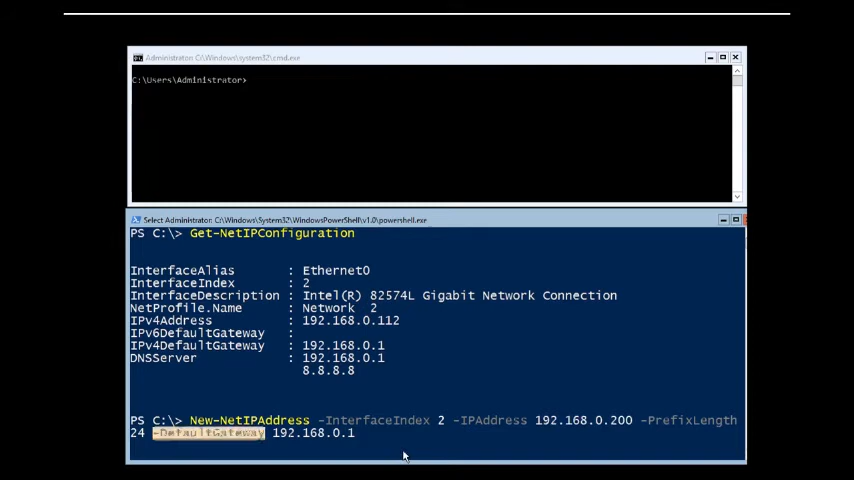 Administrator: C:\Windows\system32\cmd.exe
C:\Users\Administrator>
Select Administrator: C:\Windows\System32\WindowsPowerShell\v1.0\powershell.exe
PS C:\> Get-NetIPConfiguration
InterfaceAlias : Ethernet0
InterfaceIndex : 2
InterfaceDescription : Intel(R) 82574L Gigabit Network Connection
NetProfile.Name : Network 2
IPv4Address : 192.168.0.112
IPv6DefaultGateway :
IPv4DefaultGateway : 192.168.0.1
DNSServer : 192.168.0.1
8.8.8.8
PS C:\> New-NetIPAddress -InterfaceIndex 2 -IPAddress 192.168.0.200 -PrefixLength
24 -DefaultGateway 192.168.0.1